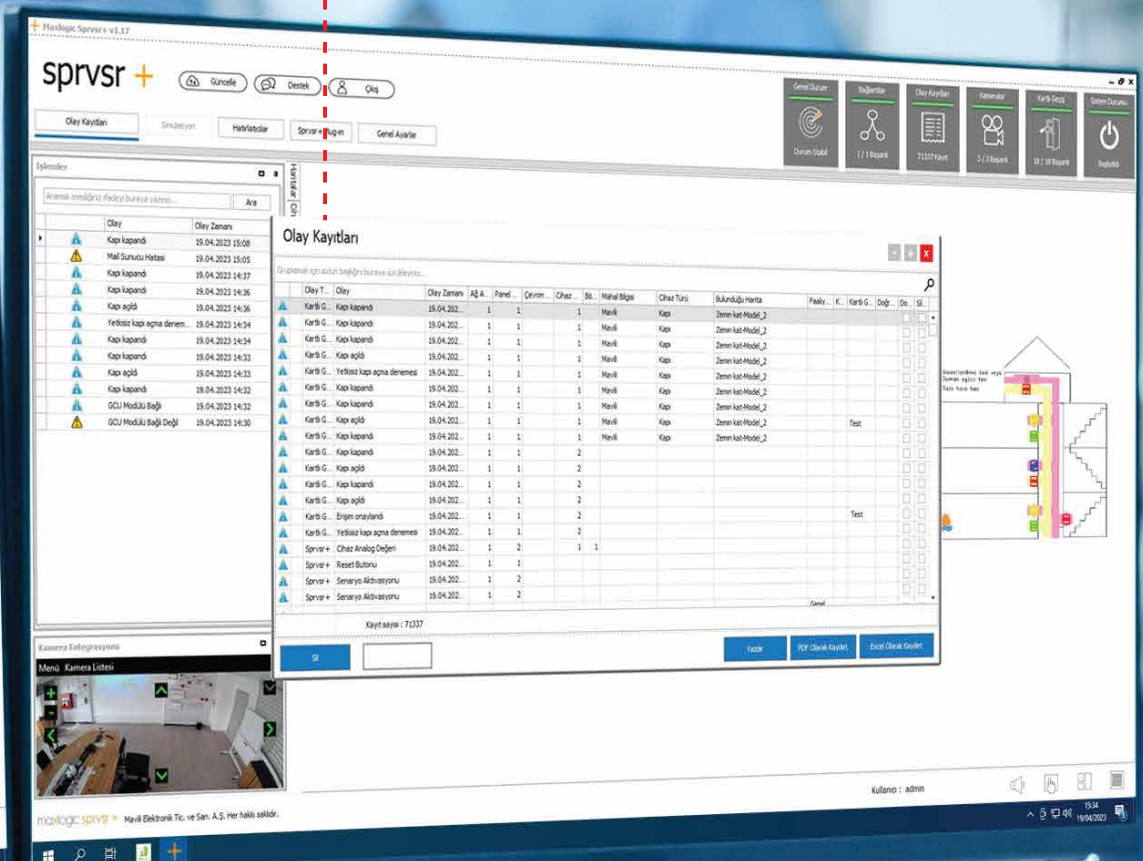 Maxlogic Sprvsr+ v1.17
sprvsr +
Güncelle
Destek
Çıkış
Olay Kayıtları
Simülasyon
Hatırlatıcılar
Sprvsr+ Plug-in
Genel Ayarlar
Genel Durum
Durum Stabil
Bağlantılar
1 / 1 Başarılı
Olay Kayıtları
71337 Kayıt
Kameralar
3 / 3 Başarılı
Kartlı Geçiş
18 / 18 Başarılı
Sistem Durumu
Başlatıldı
İşlemler
Aramak istediğiniz ifadeyi buraya yazınız...
Ara
Haritalar
Olay Olay Zamanı
Kapı kapandı 19.04.2023 15:08
Mail Sunucu Hatası 19.04.2023 15:05
Kapı kapandı 19.04.2023 14:37
Kapı kapandı 19.04.2023 14:36
Kapı açıldı 19.04.2023 14:36
Yetkisiz kapı açma denem... 19.04.2023 14:34
Kapı kapandı 19.04.2023 14:34
Kapı kapandı 19.04.2023 14:33
Kapı açıldı 19.04.2023 14:33
Kapı kapandı 19.04.2023 14:32
GCU Modülü Bağlı 19.04.2023 14:32
GCU Modülü Bağlı Değil 19.04.2023 14:30
Olay Kayıtları
Gruplamak için sütun başlığını buraya sürükleyiniz...
Olay T... Olay Olay Zamanı Ağ A... Panel ... Çevrim ... Cihaz ... Bö... Mahal Bilgisi Cihaz Türü Bulunduğu Harita Faaliy... K... Kartlı G... Doğr... Do... Sil...
Kartlı G... Kapı kapandı 19.04.202... 1 1 1 Mavili Kapı Zemin kat-Model_2
Kartlı G... Kapı kapandı 19.04.202... 1 1 1 Mavili Kapı Zemin kat-Model_2
Kartlı G... Kapı kapandı 19.04.202... 1 1 1 Mavili Kapı Zemin kat-Model_2
Kartlı G... Kapı açıldı 19.04.202... 1 1 1 Mavili Kapı Zemin kat-Model_2
Kartlı G... Yetkisiz kapı açma denemesi 19.04.202... 1 1 1 Mavili Kapı Zemin kat-Model_2
Kartlı G... Kapı kapandı 19.04.202... 1 1 1 Mavili Kapı Zemin kat-Model_2
Kartlı G... Kapı kapandı 19.04.202... 1 1 1 Mavili Kapı Zemin kat-Model_2
Kartlı G... Kapı açıldı 19.04.202... 1 1 1 Mavili Kapı Zemin kat-Model_2 Test
Kartlı G... Kapı kapandı 19.04.202... 1 1 1 Mavili Kapı Zemin kat-Model_2
Kartlı G... Kapı kapandı 19.04.202... 1 1 2
Kartlı G... Kapı açıldı 19.04.202... 1 1 2
Kartlı G... Kapı kapandı 19.04.202... 1 1 2
Kartlı G... Kapı açıldı 19.04.202... 1 1 2
Kartlı G... Erişim onaylandı 19.04.202... 1 1 2 Test
Kartlı G... Yetkisiz kapı açma denemesi 19.04.202... 1 1 2
Sprvsr+ Cihaz Analog Değeri 19.04.202... 1 2 1 1
Sprvsr+ Reset Butonu 19.04.202... 1 1
Sprvsr+ Senaryo Aktivasyonu 19.04.202... 1 2
Sprvsr+ Senaryo Aktivasyonu 19.04.202... 1 2
Genel
Kayıt sayısı : 71337
Sil
Yazdır
PDF Olarak Kaydet
Excel Olarak Kaydet
Kamera Entegrasyonu
Menü Kamera Listesi
Kullanıcı : admin
maxlogic sprvsr + Mavili Elektronik Tic. ve San. A.Ş. Her hakkı saklıdır.
15:34
19/04/2023